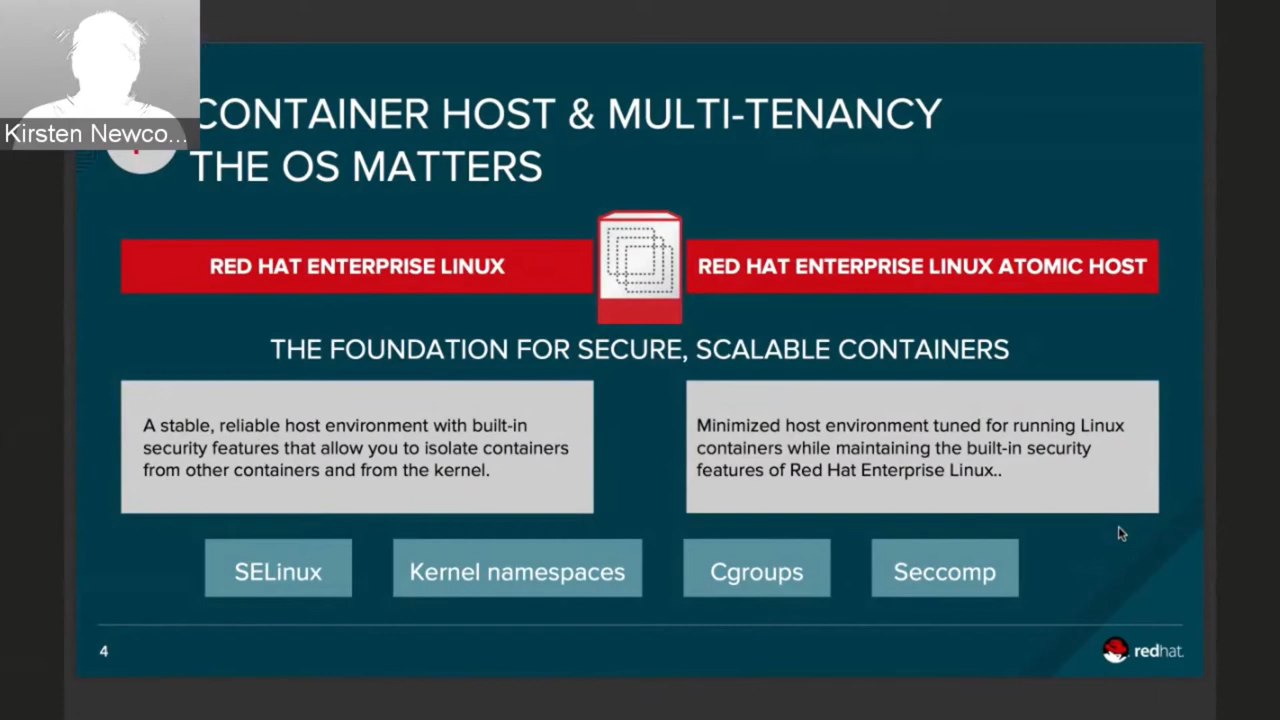 Kirsten Newco...
CONTAINER HOST & MULTI-TENANCY
THE OS MATTERS
RED HAT ENTERPRISE LINUX
RED HAT ENTERPRISE LINUX ATOMIC HOST
THE FOUNDATION FOR SECURE, SCALABLE CONTAINERS
A stable, reliable host environment with built-in
security features that allow you to isolate containers
from other containers and from the kernel.
Minimized host environment tuned for running Linux
containers while maintaining the built-in security
features of Red Hat Enterprise Linux..
SELinux
Kernel namespaces
Cgroups
Seccomp
4
redhat.